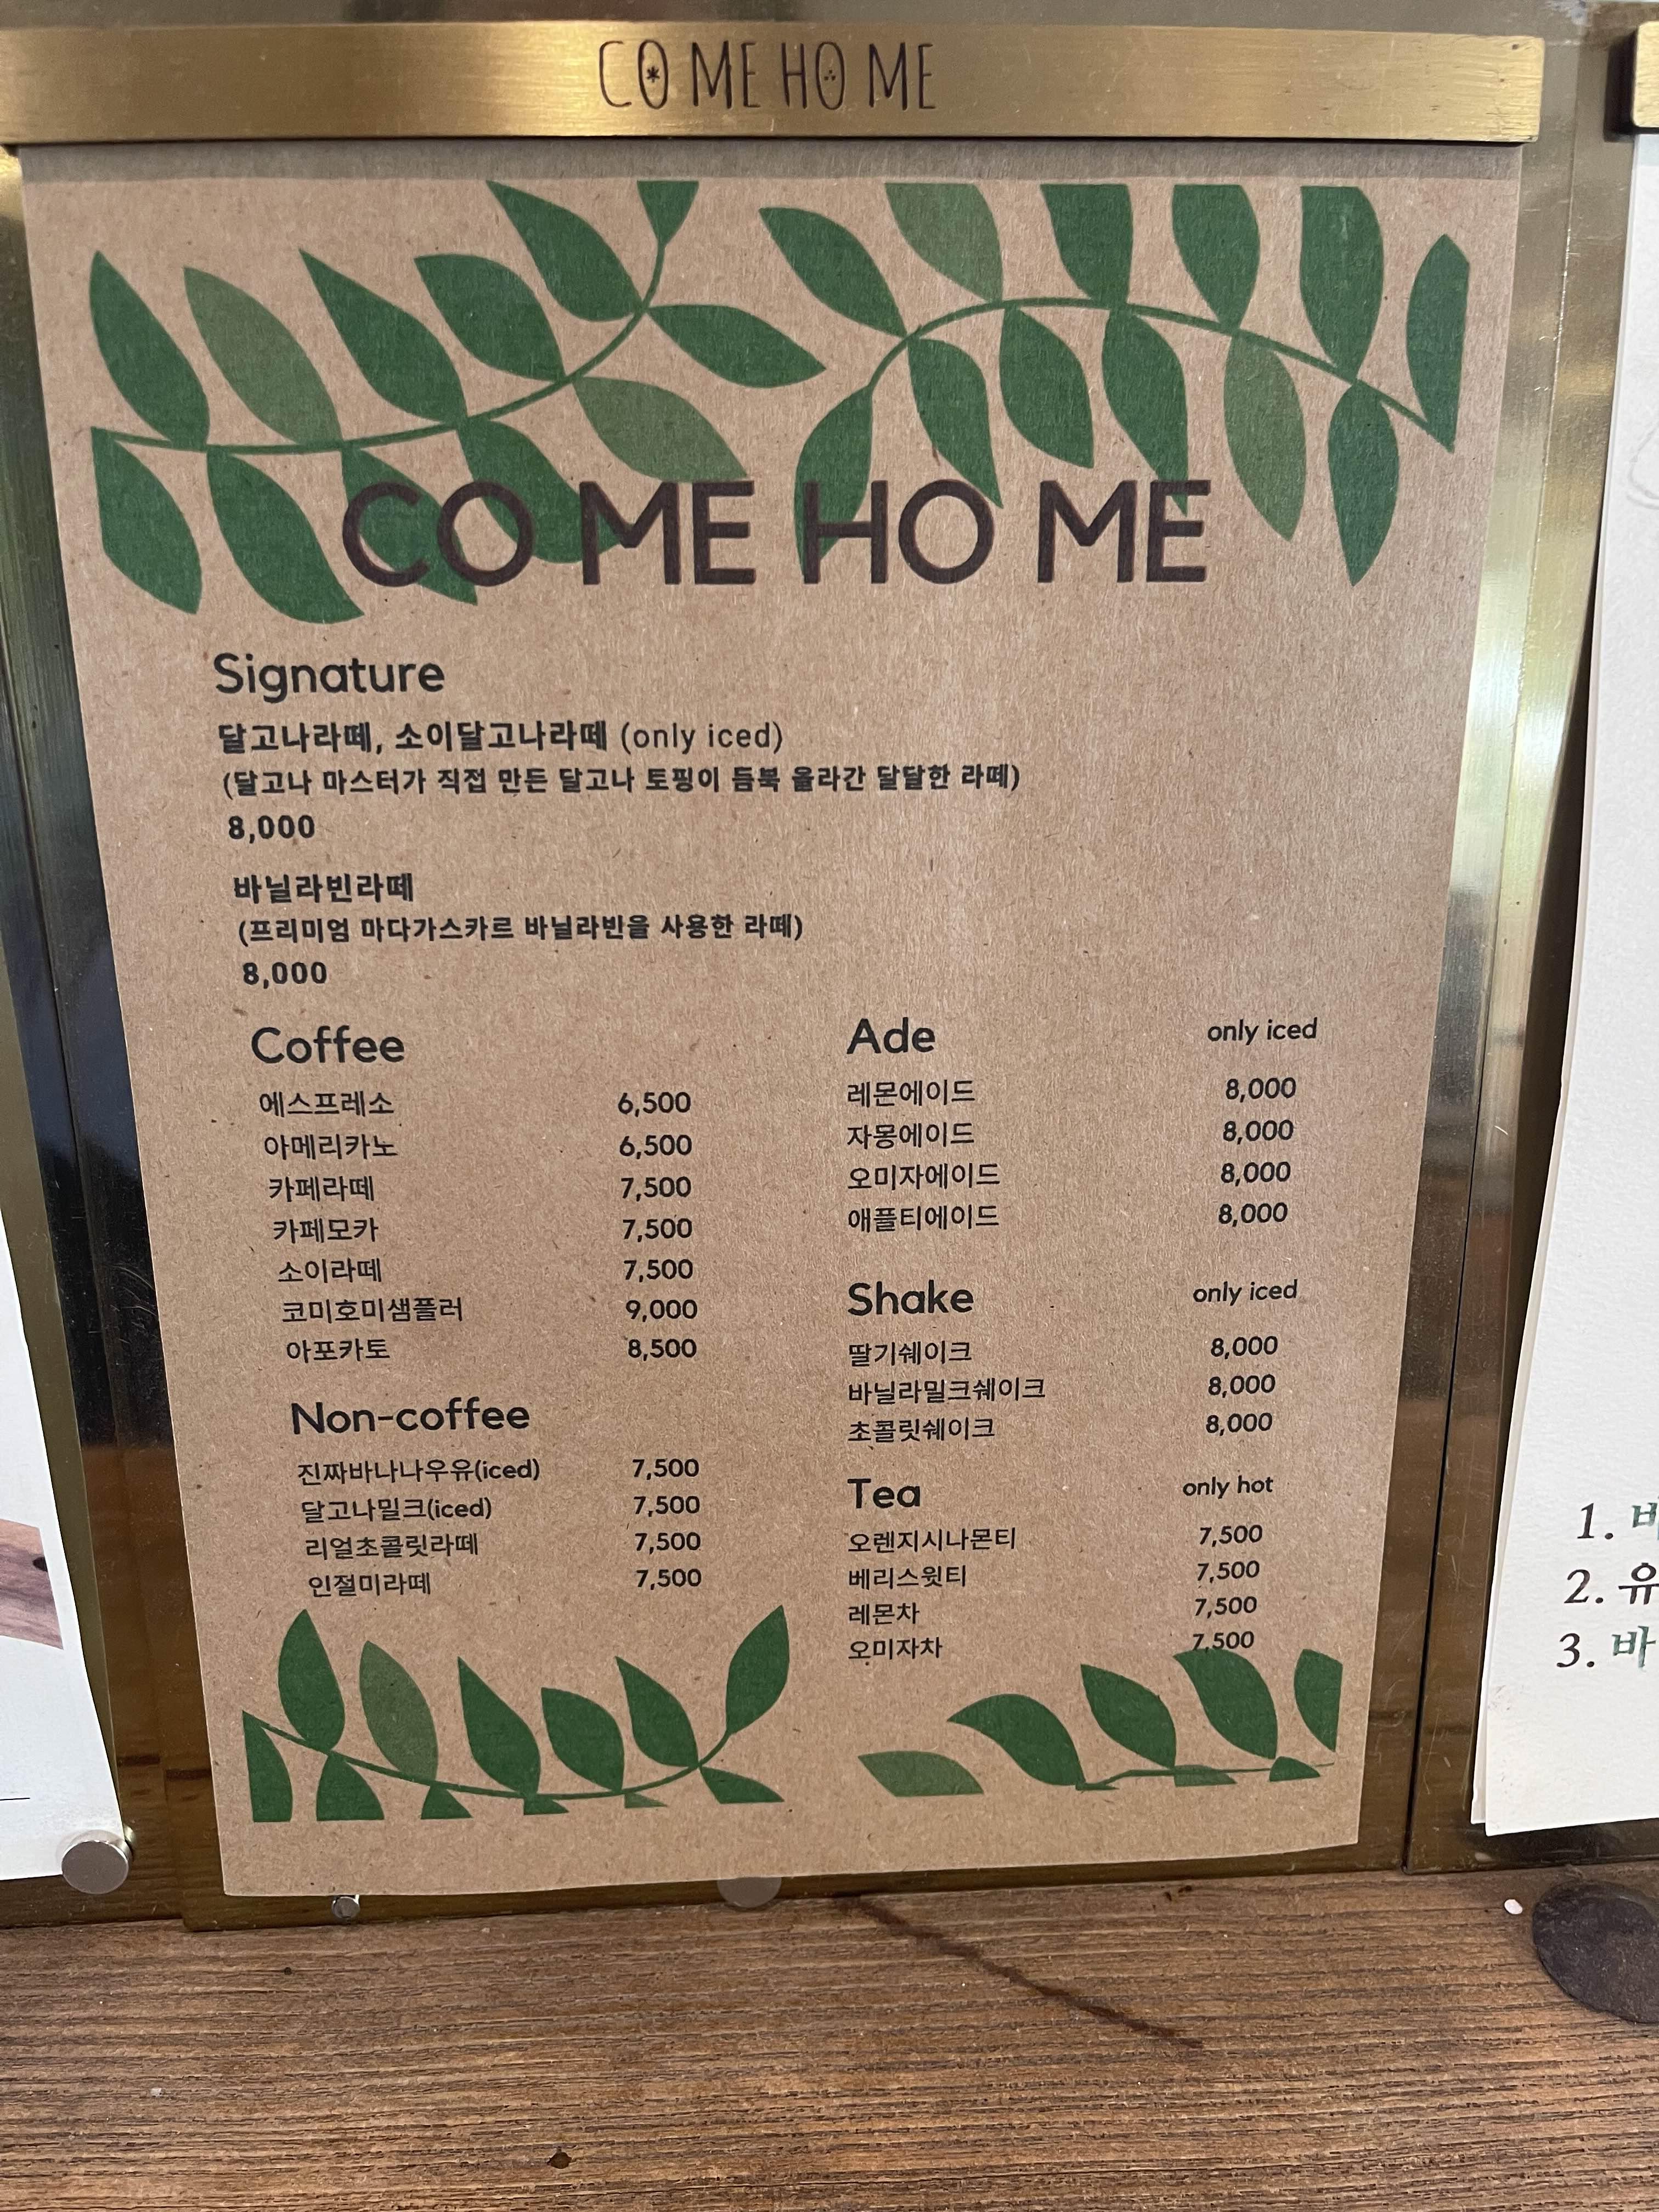 CO ME HO ME
CO ME HO ME
Signature
달고나라떼, 소이달고나라떼 (only iced)
(달고나 마스터가 직접 만든 달고나 토핑이 듬북 올라간 달달한 라떼)
8,000
바닐라빈라떼
(프리미엄 마다가스카르 바닐라빈을 사용한 라떼)
8,000
Coffee
에스프레소 6,500
아메리카노 6,500
카페라떼 7,500
카페모카 7,500
소이라떼 7,500
코미호미샘플러 9,000
아포카토 8,500
Non-coffee
진짜바나나우유(iced) 7,500
달고나밀크(iced) 7,500
리얼초콜릿라떼 7,500
인절미라떼 7,500
Ade only iced
레몬에이드 8,000
자몽에이드 8,000
오미자에이드 8,000
애플티에이드 8,000
Shake only iced
딸기쉐이크 8,000
바닐라밀크쉐이크 8,000
초콜릿쉐이크 8,000
Tea only hot
오렌지시나몬티 7,500
베리스윗티 7,500
레몬차 7,500
오미자차 7,500
1.
2. 유
3. 바